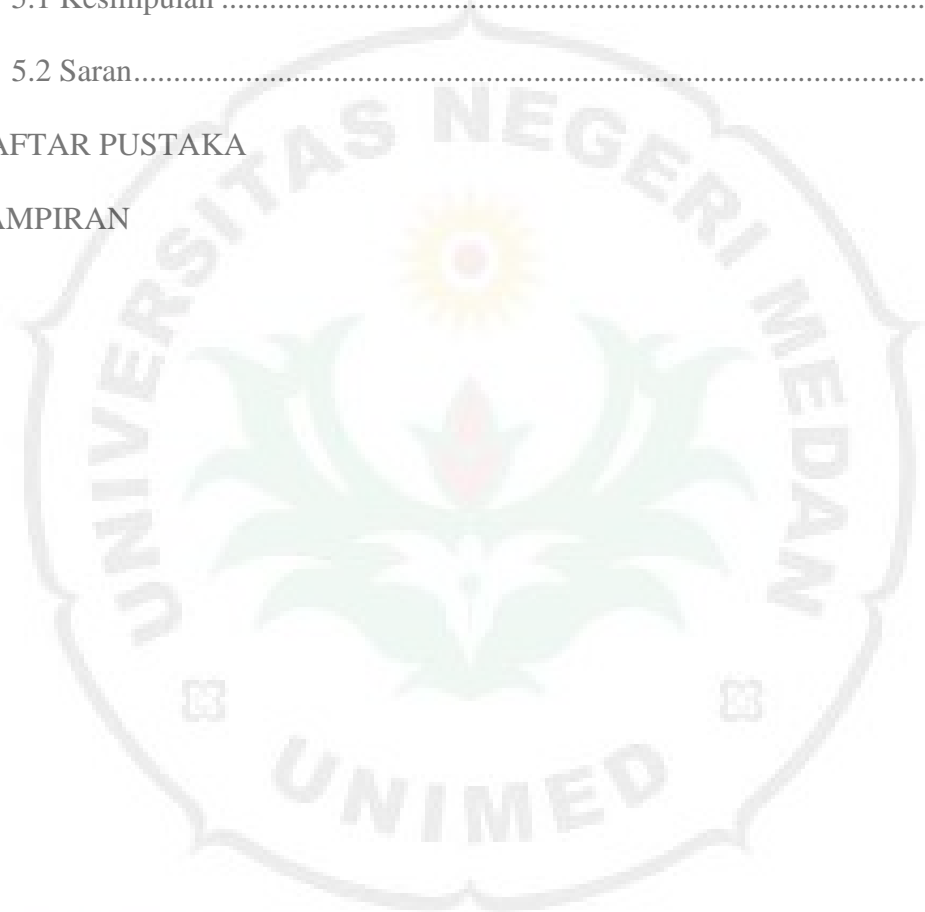 5.1 Kesimpulan ........................................................................................
5.2 Saran....................................................................................................
AFTAR PUSTAKA
AMPIRAN
UNIVERSITAS NEGERI MEDAN
UNIMED